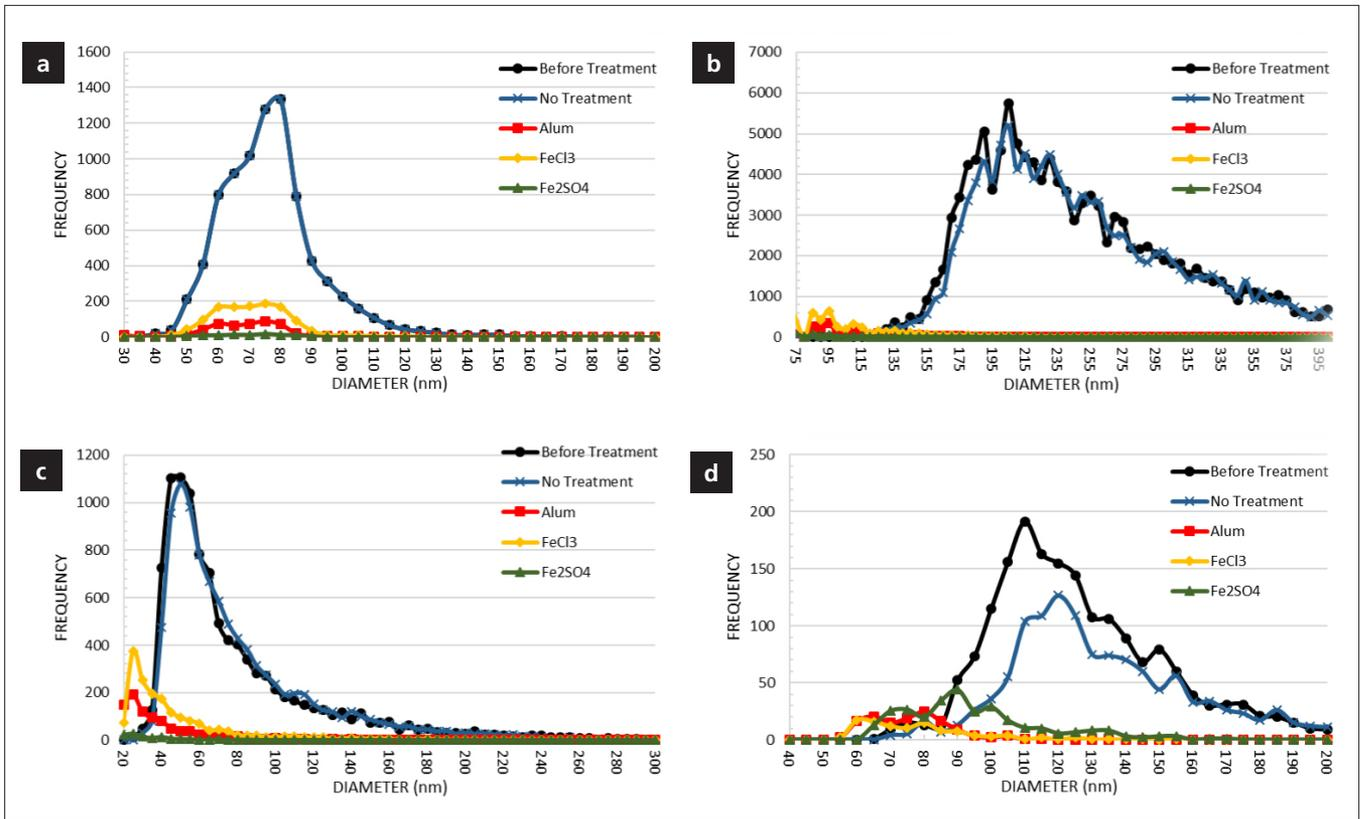 a
1600
1400
1200
1000
800
600
400
200
0
FREQUENCY
Before Treatment
No Treatment
Alum
FeCl3
Fe2SO4
30 40 50 60 70 80 90 100 110 120 130 140 150 160 170 180 190 200
DIAMETER (nm)
b
7000
6000
5000
4000
3000
2000
1000
0
FREQUENCY
Before Treatment
No Treatment
Alum
FeCl3
Fe2SO4
75 95 115 135 155 175 195 215 235 255 275 295 315 335 355 375 395
DIAMETER (nm)
c
1200
1000
800
600
400
200
0
FREQUENCY
Before Treatment
No Treatment
Alum
FeCl3
Fe2SO4
20 40 60 80 100 120 140 160 180 200 220 240 260 280 300
DIAMETER (nm)
d
250
200
150
100
50
0
FREQUENCY
Before Treatment
No Treatment
Alum
FeCl3
Fe2SO4
40 50 60 70 80 90 100 110 120 130 140 150 160 170 180 190 200
DIAMETER (nm)